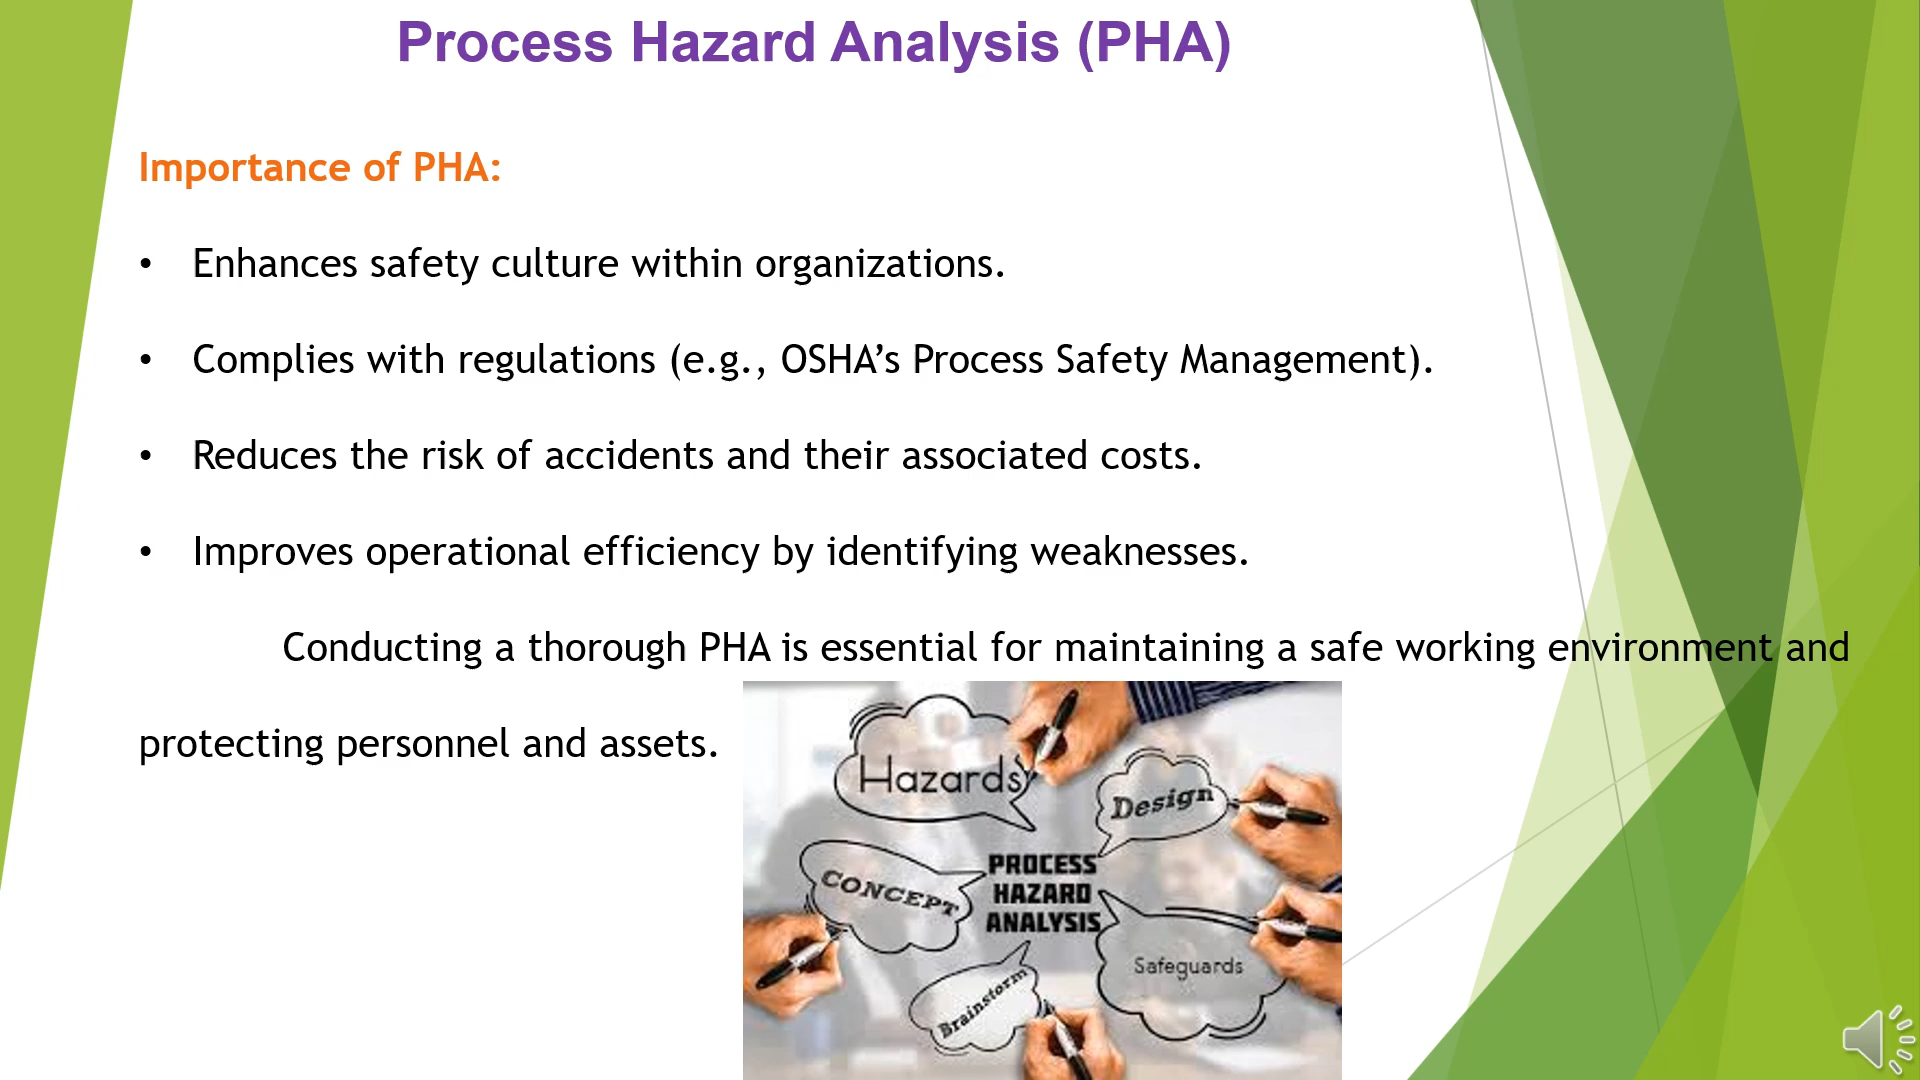 Process Hazard Analysis (PHA)
Importance of PHA:
• Enhances safety culture within organizations.
• Complies with regulations (e.g., OSHA’s Process Safety Management).
• Reduces the risk of accidents and their associated costs.
• Improves operational efficiency by identifying weaknesses.
Conducting a thorough PHA is essential for maintaining a safe working environment and
protecting personnel and assets.
Hazards
Design
CONCEPT
PROCESS
HAZARD
ANALYSIS
Safeguards
Brainstorm